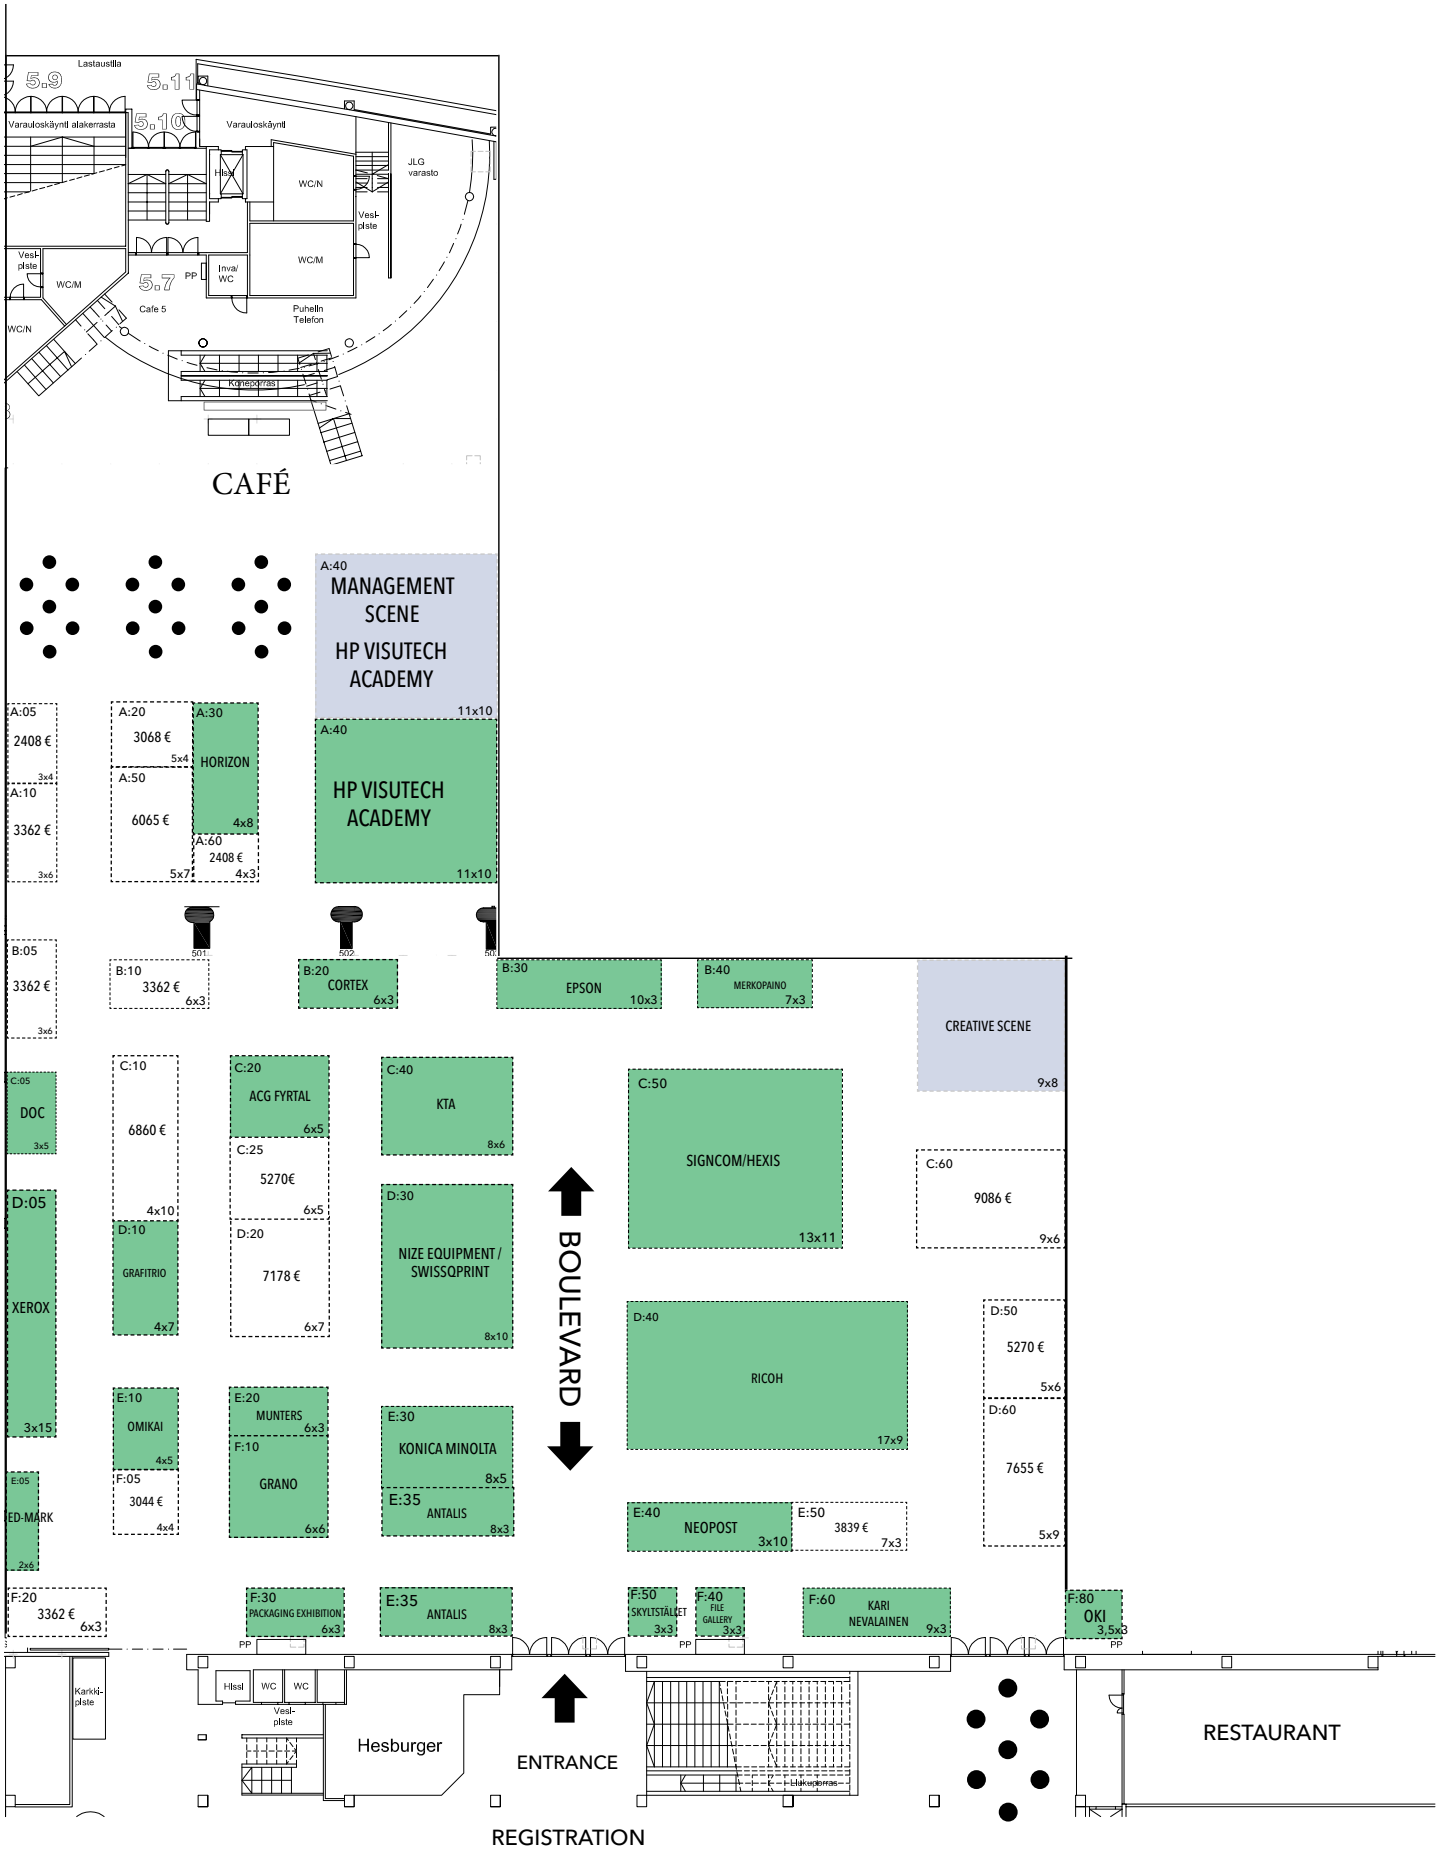 Lastaustila
5.9
5.11
5.10
Varauloskäynti alakerrasta
Varauloskäynti
Hissi
WC/N
JLG
varasto
Vesi-
piste
Vesi-
piste
WC/M
WC/M
5.7
PP
Inva/
WC
Cafe 5
Puhelin
Telefon
WC/N
Koneporras
CAFÉ
A:40
MANAGEMENT
SCENE
HP VISUTECH
ACADEMY
11x10
A:05
2408 €
3x4
A:10
3362 €
3x6
A:20
3068 €
5x4
A:50
6065 €
5x7
A:30
HORIZON
4x8
A:60
2408 €
4x3
A:40
HP VISUTECH
ACADEMY
11x10
501
502
B:05
3362 €
3x6
B:10
3362 €
6x3
B:20
CORTEX
6x3
B:30
EPSON
10x3
B:40
MERKOPAINO
7x3
CREATIVE SCENE
9x8
C:05
DOC
3x5
C:10
6860 €
4x10
C:20
ACG FYRTAL
6x5
C:25
5270€
6x5
C:40
KTA
8x6
C:50
SIGNCOM/HEXIS
13x11
C:60
9086 €
9x6
D:05
XEROX
3x15
D:10
GRAFITRIO
4x7
D:20
7178 €
6x7
D:30
NIZE EQUIPMENT /
SWISSQPRINT
8x10
BOULEVARD
D:40
RICOH
17x9
D:50
5270 €
5x6
D:60
7655 €
5x9
E:05
ED-MARK
2x6
E:10
OMIKAI
4x5
F:05
3044 €
4x4
E:20
MUNTERS
6x3
F:10
GRANO
6x6
E:30
KONICA MINOLTA
8x5
E:35
ANTALIS
8x3
E:40
NEOPOST
3x10
E:50
3839 €
7x3
F:20
3362 €
6x3
F:30
PACKAGING EXHIBITION
6x3
E:35
ANTALIS
8x3
F:50
SKYLTSTÄLLET
3x3
F:40
FILE
GALLERY
3x3
F:60
KARI
NEVALAINEN
9x3
F:80
OKI
3,5x3
PP
PP
PP
Karkki-
piste
Hissi
WC
WC
Vesi-
piste
Hesburger
ENTRANCE
Liukuporras
RESTAURANT
REGISTRATION